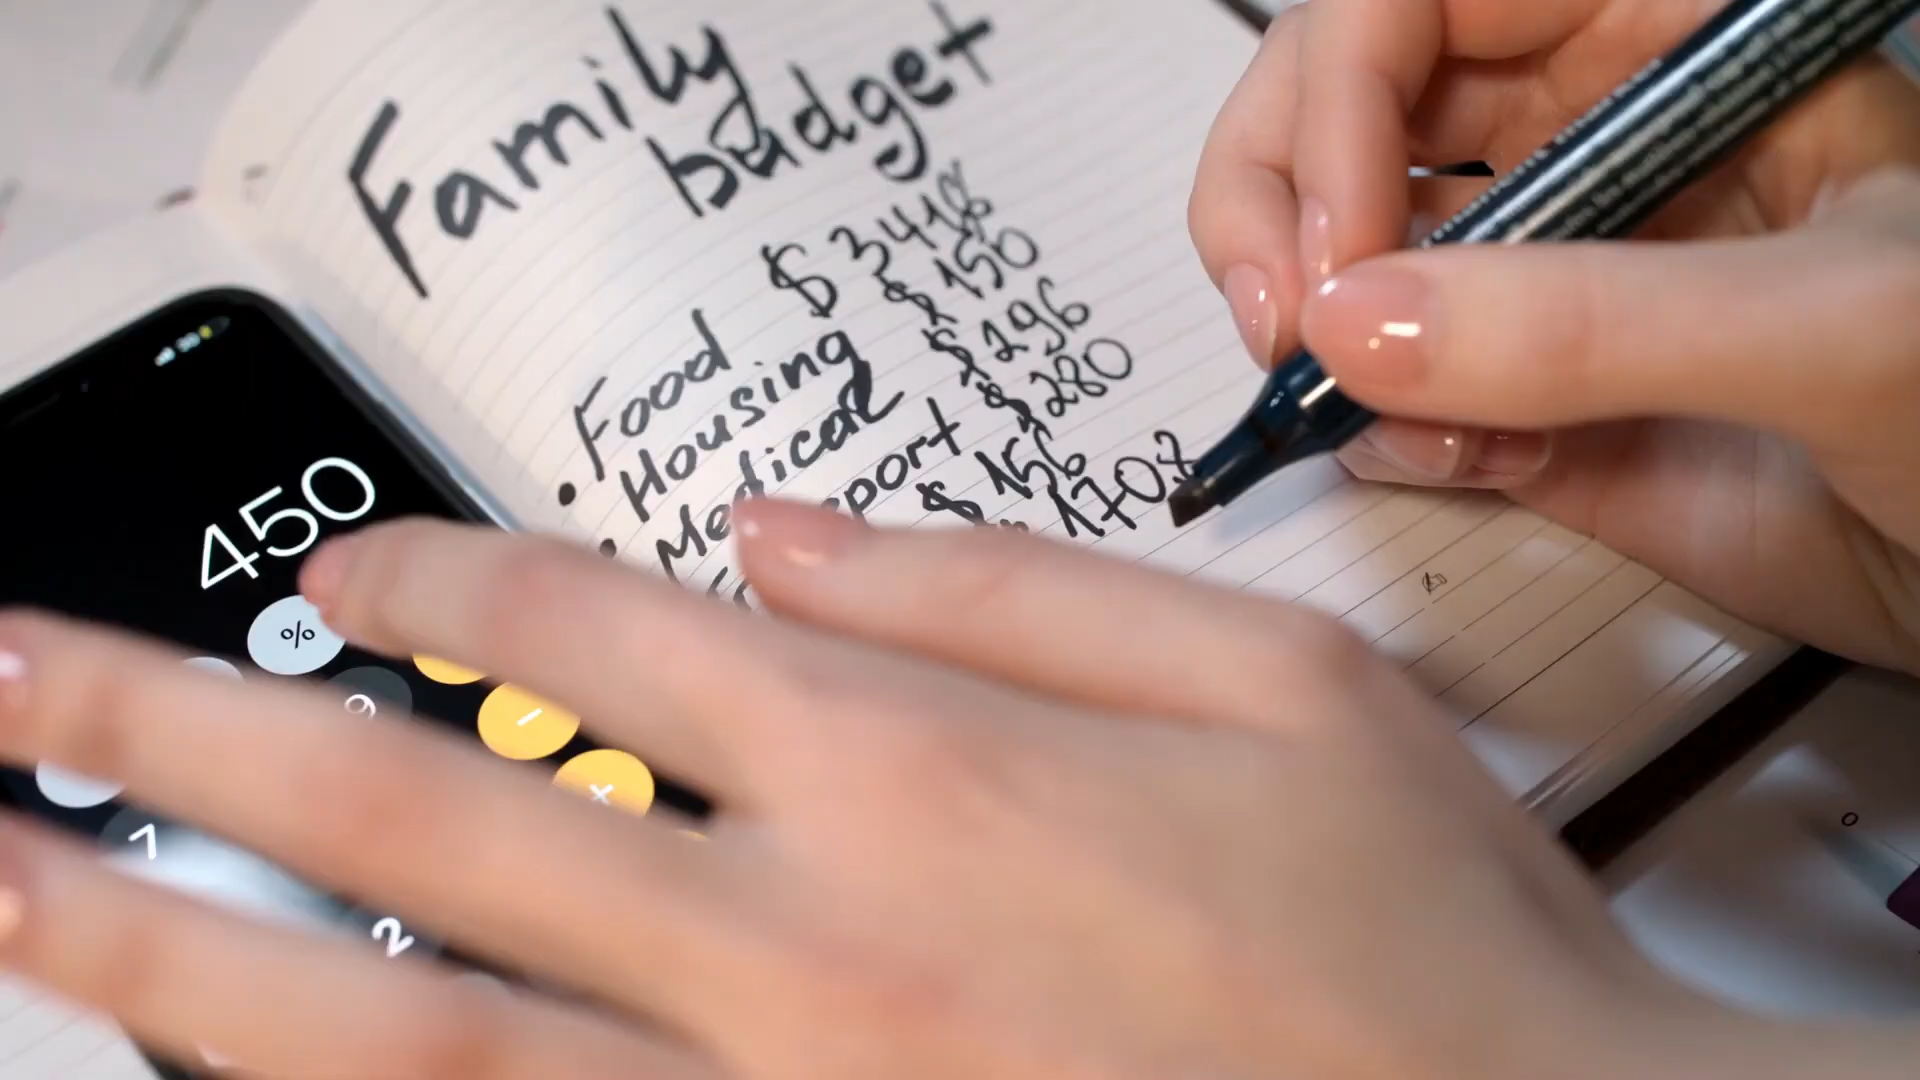 Family
budget
Food $ 3418
Housing $ 150
Medical $ 296
port $ 280
$ 156
1708
450
%
9
−
+
7
2